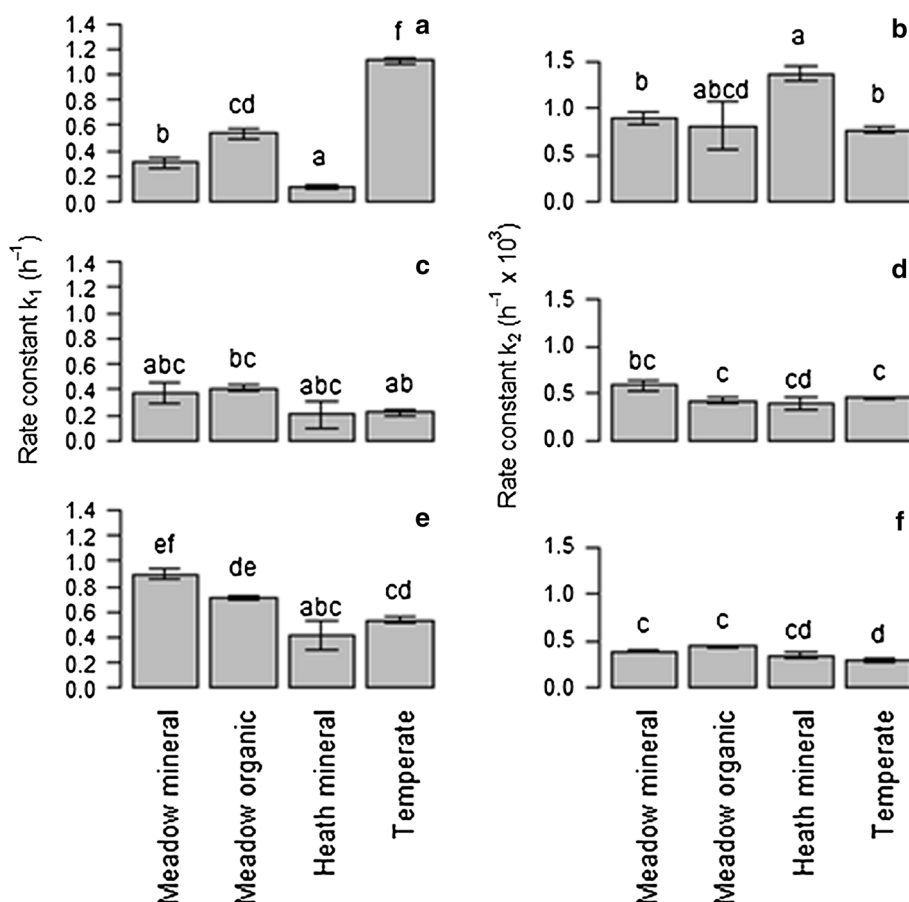 a
1.4
1.2
1.0
0.8
0.6
0.4
0.2
0.0
b
cd
a
f
b
1.5
1.0
0.5
0.0
b
abcd
a
b
Rate constant k₁ (h⁻¹)
c
1.4
1.2
1.0
0.8
0.6
0.4
0.2
0.0
abc
bc
abc
ab
Rate constant k₂ (h⁻¹ x 10³)
d
1.5
1.0
0.5
0.0
bc
c
cd
c
e
1.4
1.2
1.0
0.8
0.6
0.4
0.2
0.0
ef
de
abc
cd
f
1.5
1.0
0.5
0.0
c
c
cd
d
Meadow mineral
Meadow organic
Heath mineral
Temperate
Meadow mineral
Meadow organic
Heath mineral
Temperate